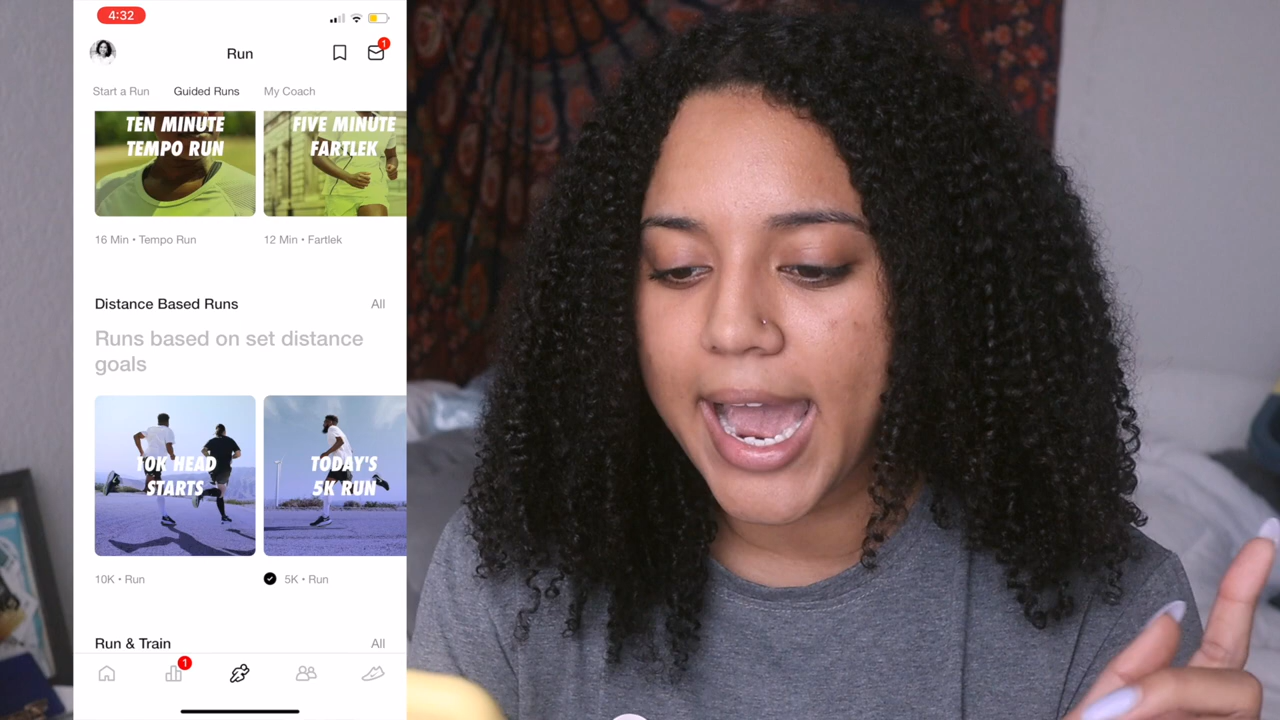 4:32
Run
1
Start a Run Guided Runs My Coach
TEN MINUTE
TEMPO RUN
FIVE MINUTE
FARTLEK
16 Min • Tempo Run
12 Min • Fartlek
Distance Based Runs All
Runs based on set distance
goals
10K HEAD
STARTS
TODAY'S
5K RUN
10K • Run
5K • Run
Run & Train All
1